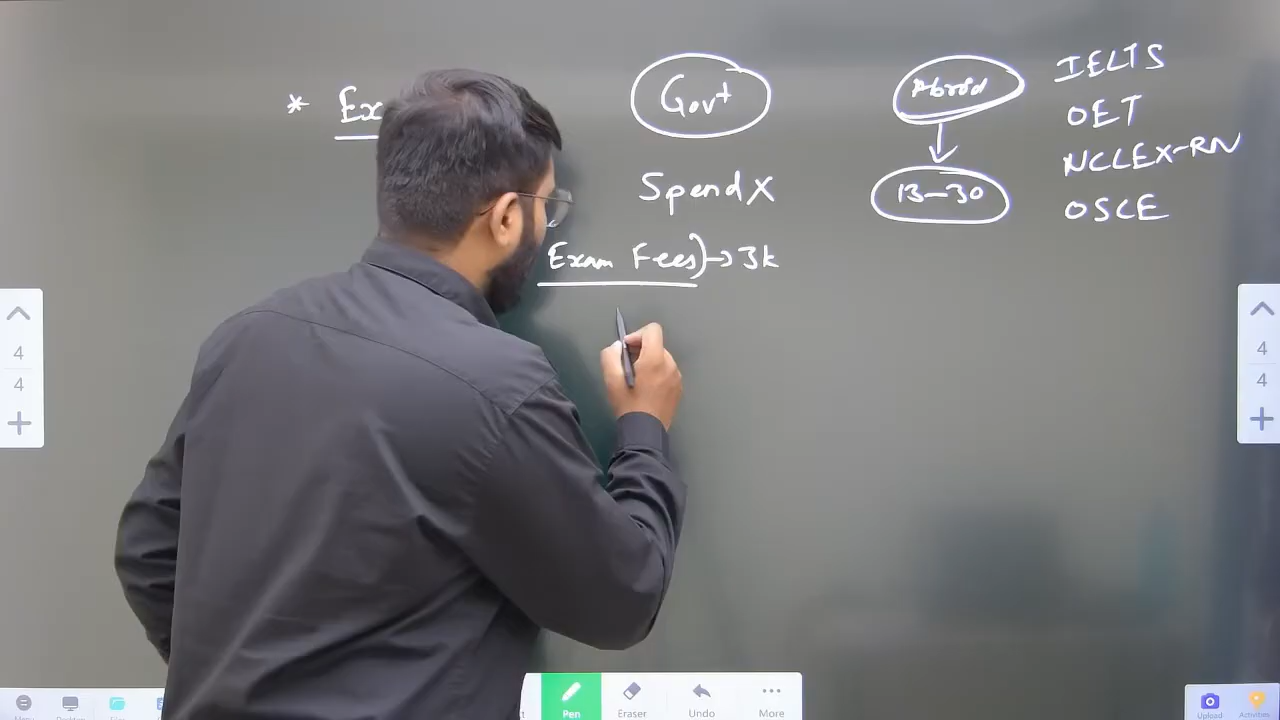 * Ex
Govt
Spend X
Exam Fees) → 3k
Abroad
13-30
IELTS
OET
NCLEX-RN
OSCE
4
4
4
4
Pen
Eraser
Undo
More
Upload
Activities